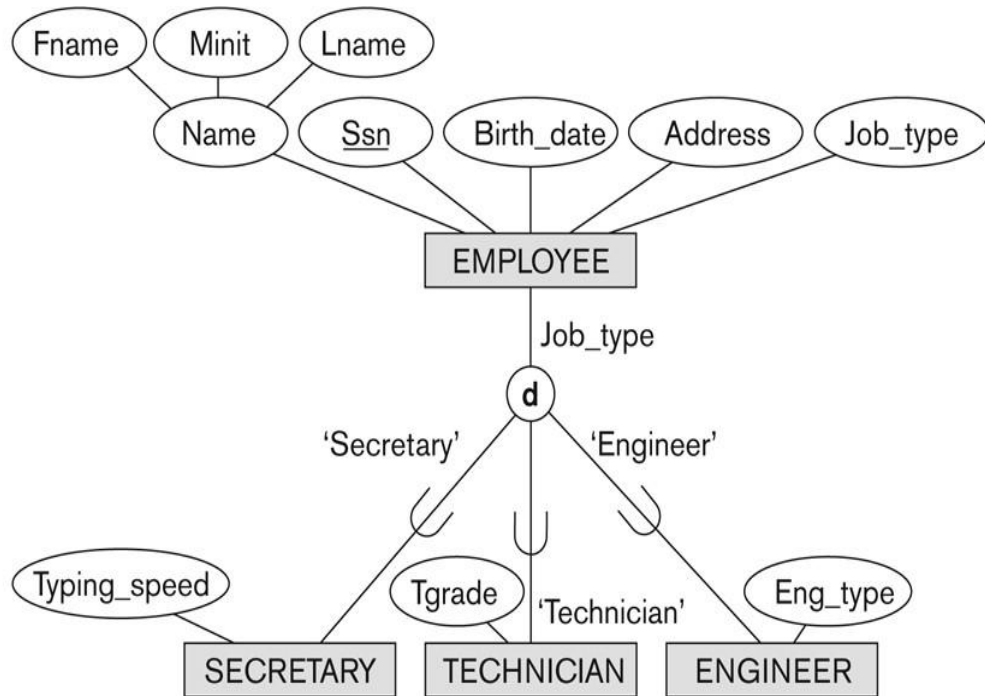 Fname Minit Lname
Name Ssn Birth_date Address Job_type
EMPLOYEE
Job_type
d
‘Secretary’ ‘Engineer’
Typing_speed Tgrade Eng_type
‘Technician’
SECRETARY TECHNICIAN ENGINEER